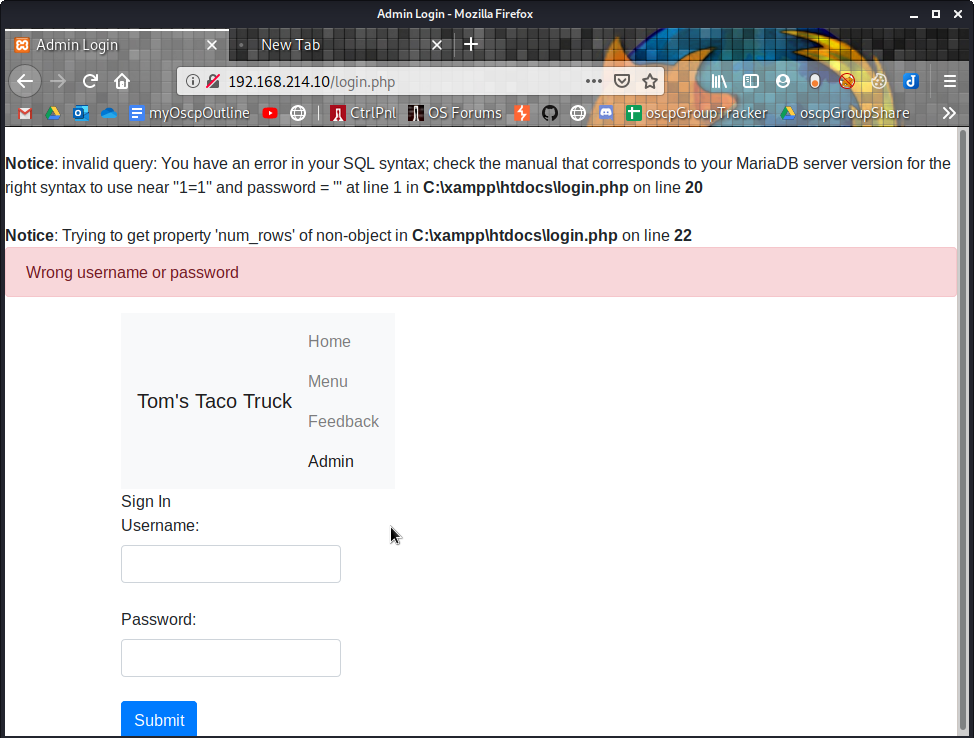 Admin Login - Mozilla Firefox
Admin Login
New Tab
192.168.214.10/login.php
myOscpOutline
CtrlPnl
OS Forums
oscpGroupTracker
oscpGroupShare
Notice: invalid query: You have an error in your SQL syntax; check the manual that corresponds to your MariaDB server version for the
right syntax to use near "1=1" and password = '"' at line 1 in C:\xampp\htdocs\login.php on line 20
Notice: Trying to get property 'num_rows' of non-object in C:\xampp\htdocs\login.php on line 22
Wrong username or password
Tom's Taco Truck
Home
Menu
Feedback
Admin
Sign In
Username:
Password:
Submit